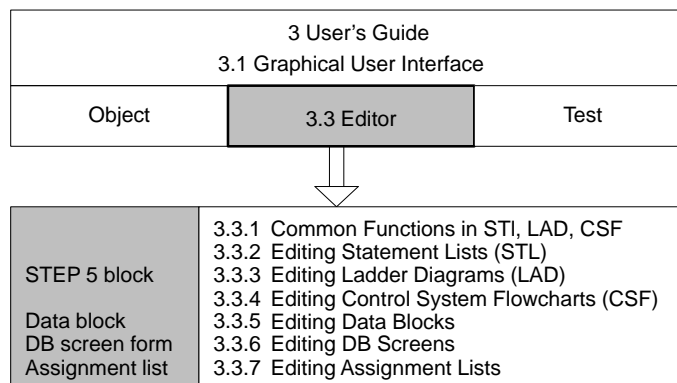 3 User's Guide
3.1 Graphical User Interface
Object
3.3 Editor
Test
3.3.1 Common Functions in STl, LAD, CSF
3.3.2 Editing Statement Lists (STL)
STEP 5 block
3.3.3 Editing Ladder Diagrams (LAD)
3.3.4 Editing Control System Flowcharts (CSF)
Data block
3.3.5 Editing Data Blocks
DB screen form
3.3.6 Editing DB Screens
Assignment list
3.3.7 Editing Assignment Lists